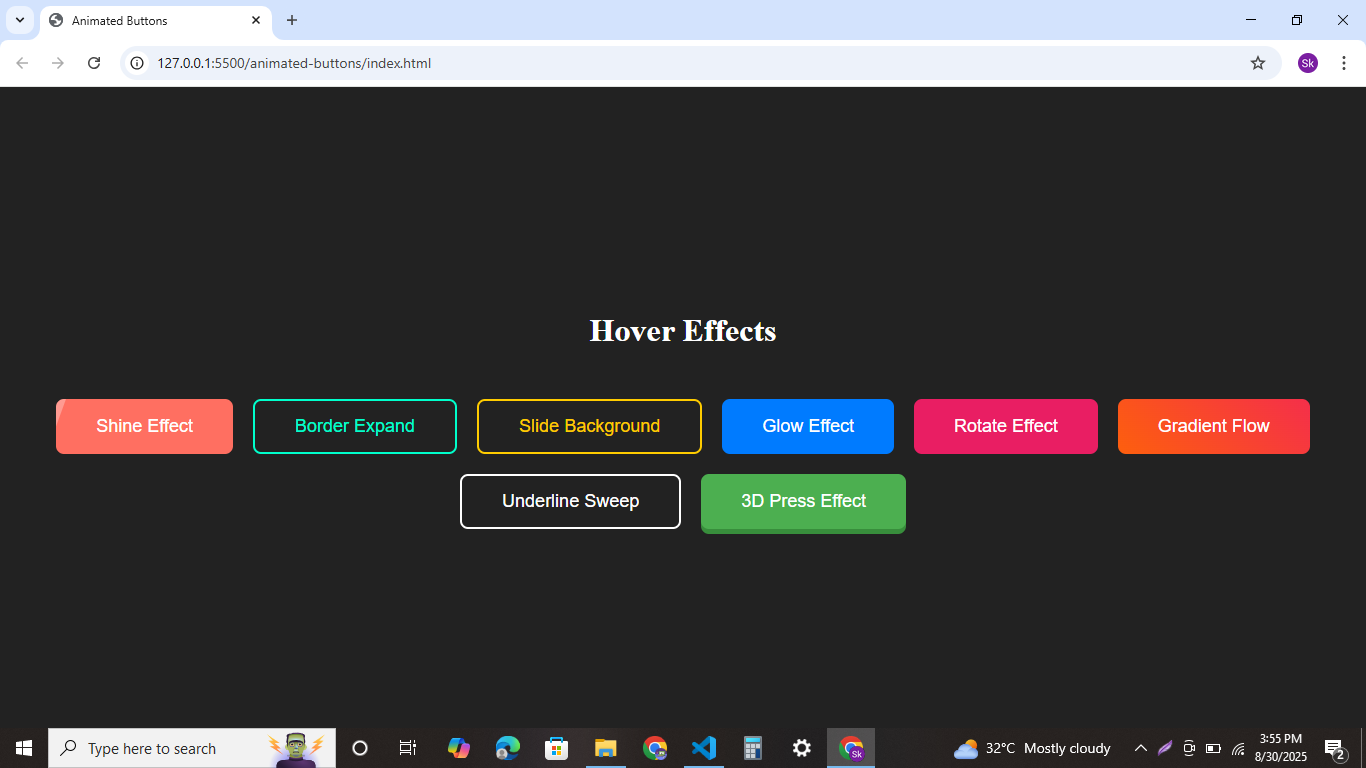 Animated Buttons
127.0.0.1:5500/animated-buttons/index.html
Sk
Hover Effects
Shine Effect Border Expand Slide Background Glow Effect Rotate Effect Gradient Flow
Underline Sweep 3D Press Effect
Type here to search
Sk
32°C Mostly cloudy
3:55 PM
8/30/2025
2